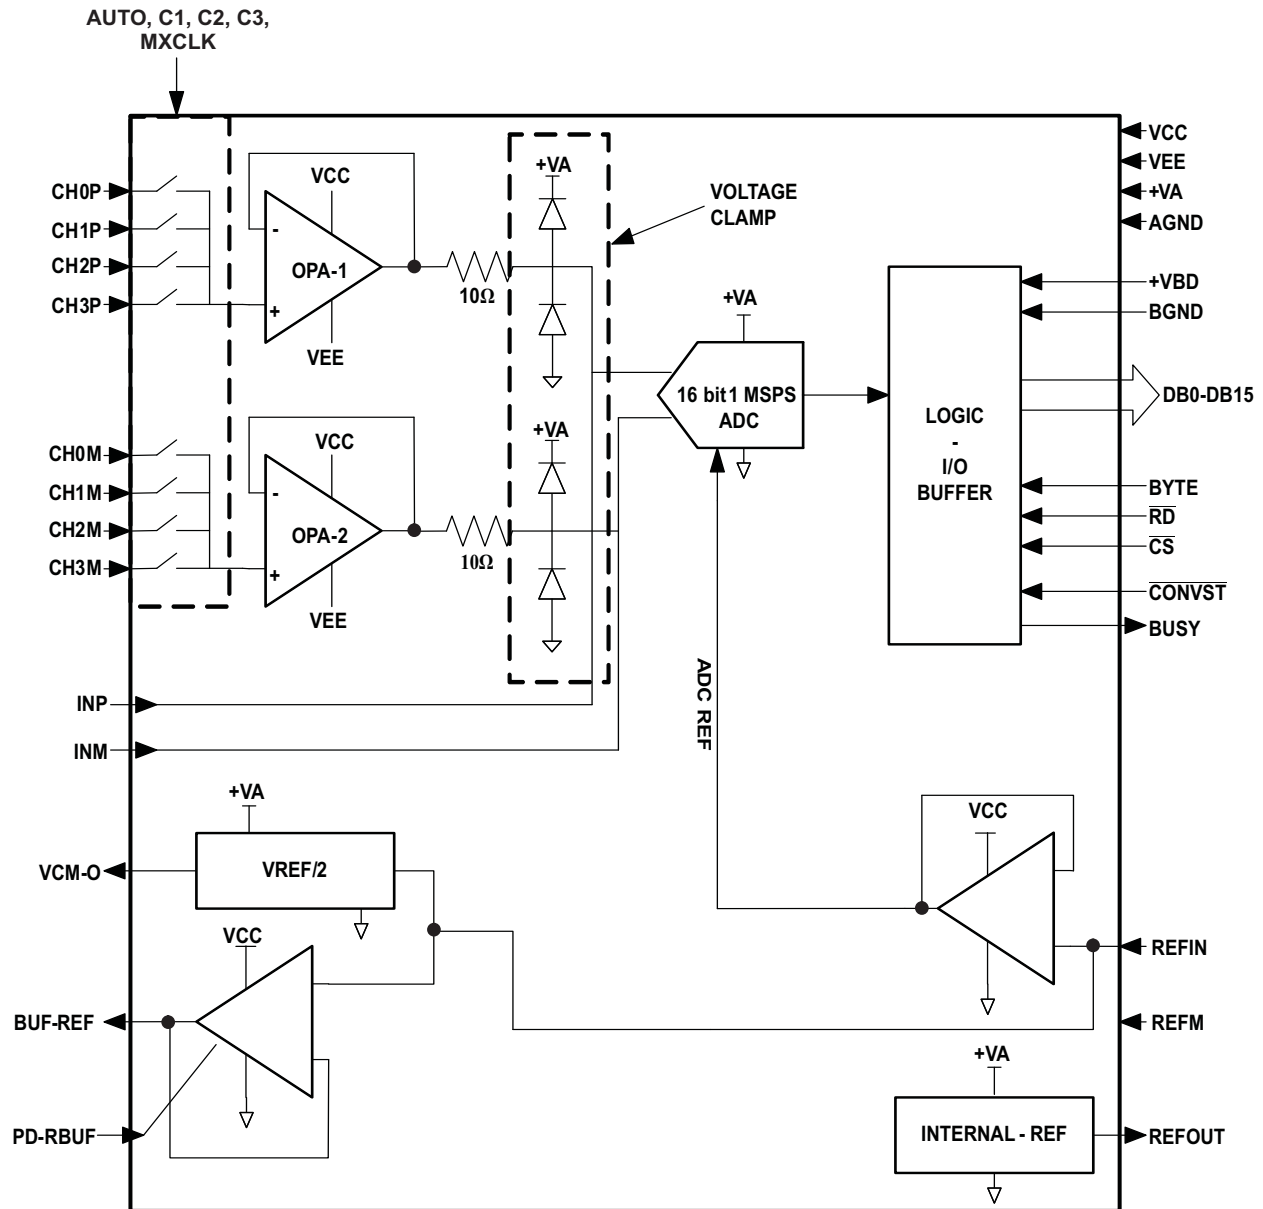 AUTO, C1, C2, C3,
MXCLK
CH0P
CH1P
CH2P
CH3P
VCC
-
OPA-1
+
VEE
10Ω
+VA
VOLTAGE
CLAMP
CH0M
CH1M
CH2M
CH3M
VCC
-
OPA-2
+
VEE
10Ω
+VA
+VA
16 bit 1 MSPS
ADC
LOGIC
-
I/O
BUFFER
VCC
VEE
+VA
AGND
+VBD
BGND
DB0-DB15
BYTE
R̅D̅
C̅S̅
C̅O̅N̅V̅S̅T̅
BUSY
INP
INM
ADC REF
+VA
VREF/2
VCM-O
VCC
BUF-REF
PD-RBUF
VCC
REFIN
REFM
+VA
INTERNAL - REF
REFOUT